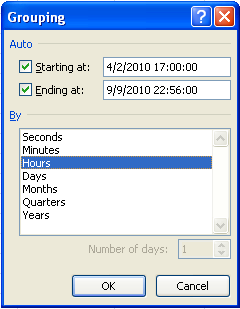 Grouping
Auto
Starting at: 4/2/2010 17:00:00
Ending at: 9/9/2010 22:56:00
By
Seconds
Minutes
Hours
Days
Months
Quarters
Years
Number of days: 1
OK Cancel